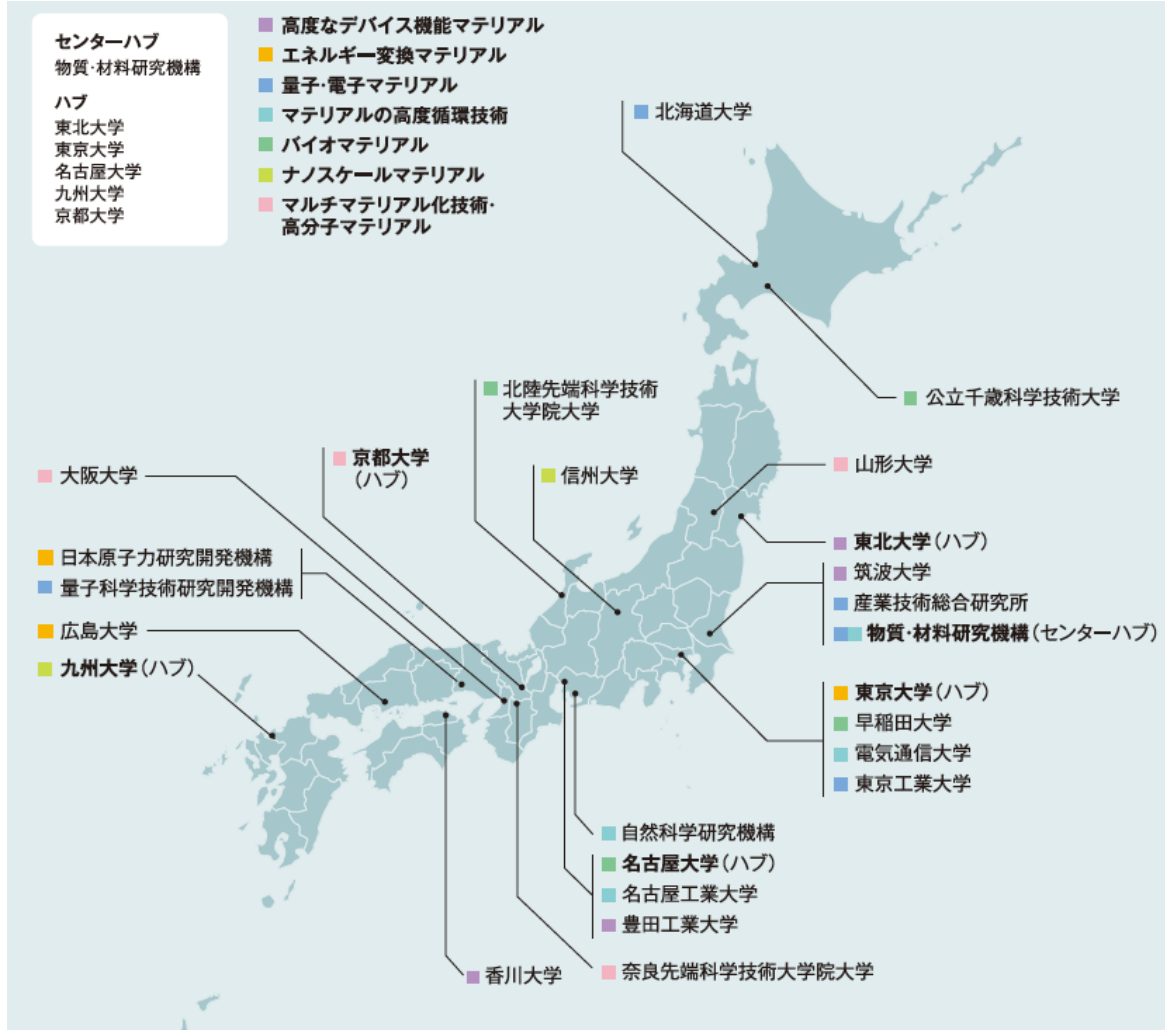 センターハブ
物質・材料研究機構
ハブ
東北大学
東京大学
名古屋大学
九州大学
京都大学
高度なデバイス機能マテリアル
エネルギー変換マテリアル
量子・電子マテリアル
マテリアルの高度循環技術
バイオマテリアル
ナノスケールマテリアル
マルチマテリアル化技術・
高分子マテリアル
北海道大学
公立千歳科学技術大学
北陸先端科学技術
大学院大学
京都大学
(ハブ)
信州大学
山形大学
大阪大学
日本原子力研究開発機構
量子科学技術研究開発機構
広島大学
九州大学(ハブ)
東北大学(ハブ)
筑波大学
産業技術総合研究所
物質・材料研究機構(センターハブ)
東京大学(ハブ)
早稲田大学
電気通信大学
東京工業大学
自然科学研究機構
名古屋大学(ハブ)
名古屋工業大学
豊田工業大学
奈良先端科学技術大学院大学
香川大学